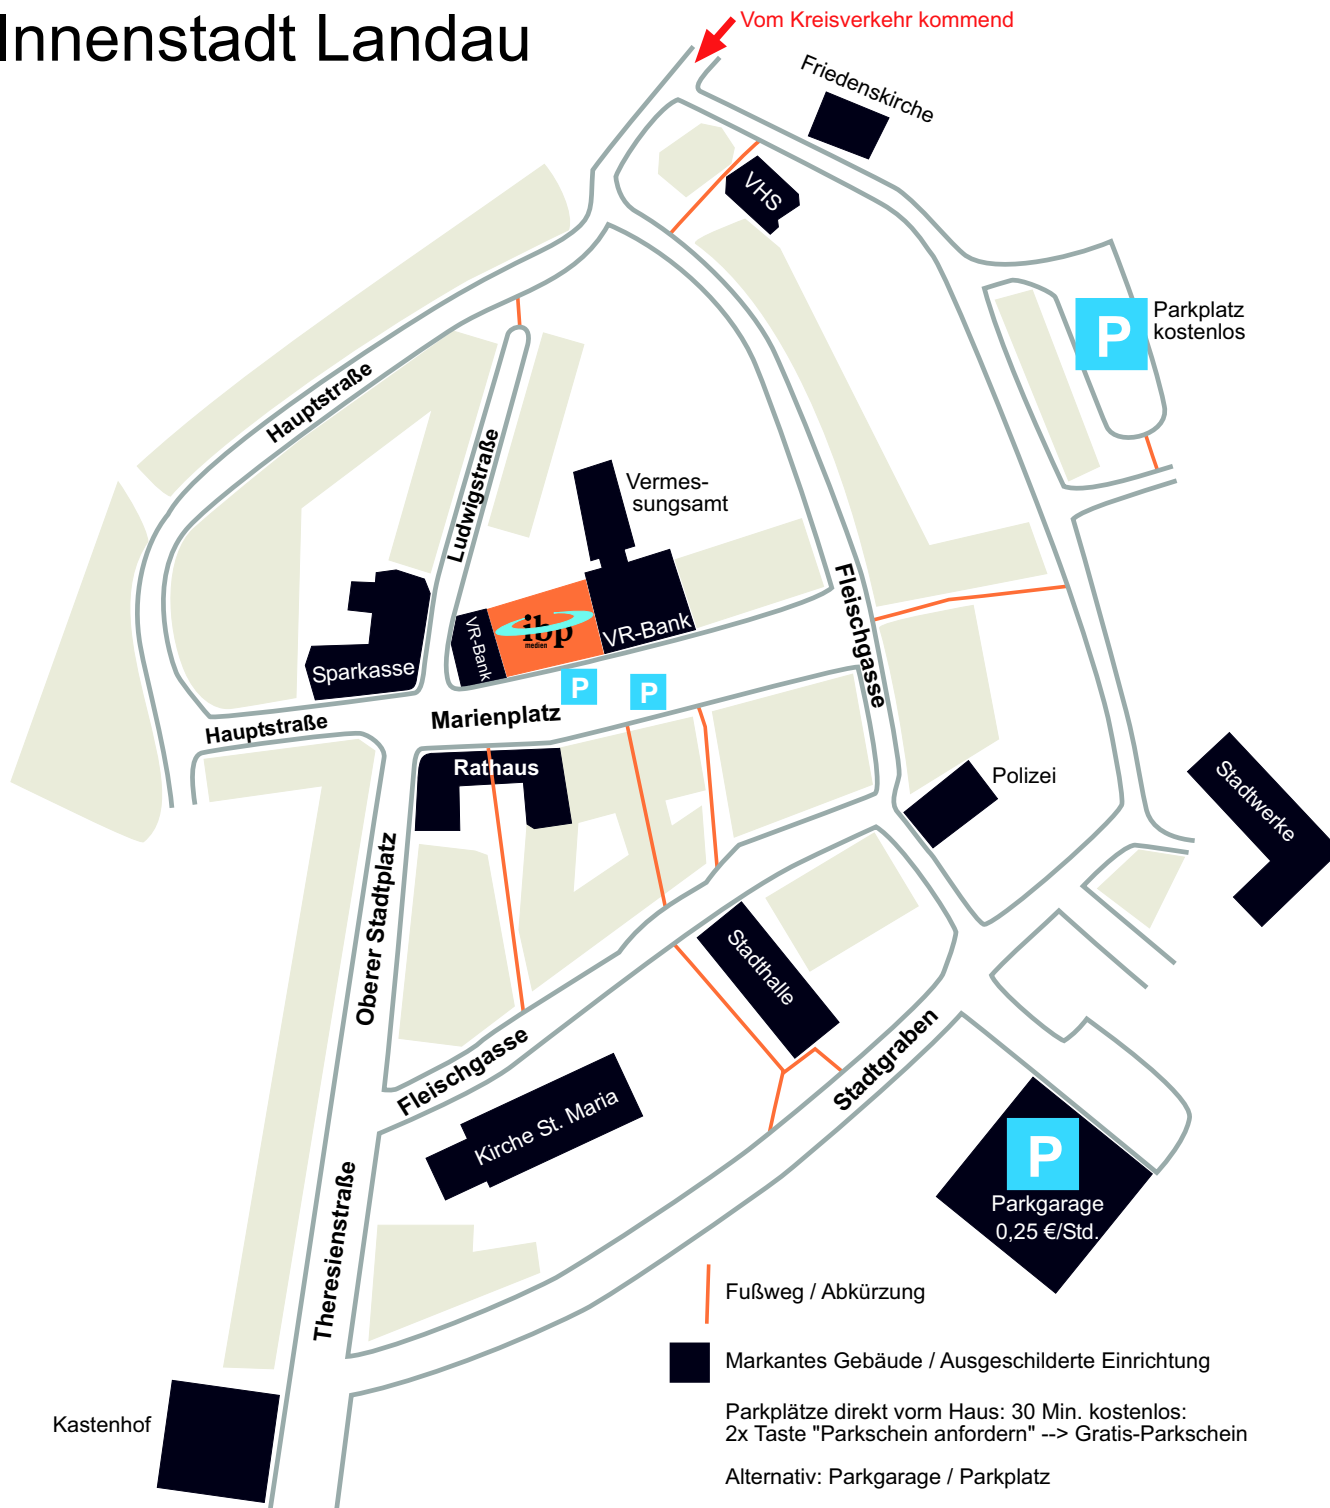 Innenstadt Landau
Vom Kreisverkehr kommend
Friedenskirche
VHS
P
Parkplatz
kostenlos
Hauptstraße
Ludwigstraße
Vermes-
sungsamt
Fleischgasse
VR-Bank
ibp
medien
VR-Bank
Sparkasse
P
P
Marienplatz
Hauptstraße
Rathaus
Polizei
Stadtwerke
Oberer Stadtplatz
Stadthalle
Fleischgasse
Stadtgraben
Kirche St. Maria
P
Parkgarage
0,25 €/Std.
Theresienstraße
Fußweg / Abkürzung
Markantes Gebäude / Ausgeschilderte Einrichtung
Kastenhof
Parkplätze direkt vorm Haus: 30 Min. kostenlos:
2x Taste "Parkschein anfordern" --> Gratis-Parkschein
Alternativ: Parkgarage / Parkplatz